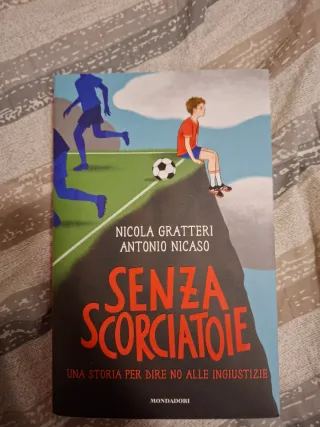 NICOLA GRATTERI
ANTONIO NICASO
SENZA
SCORCIATOIE
UNA STORIA PER DIRE NO ALLE INGIUSTIZIE
MONDADORI